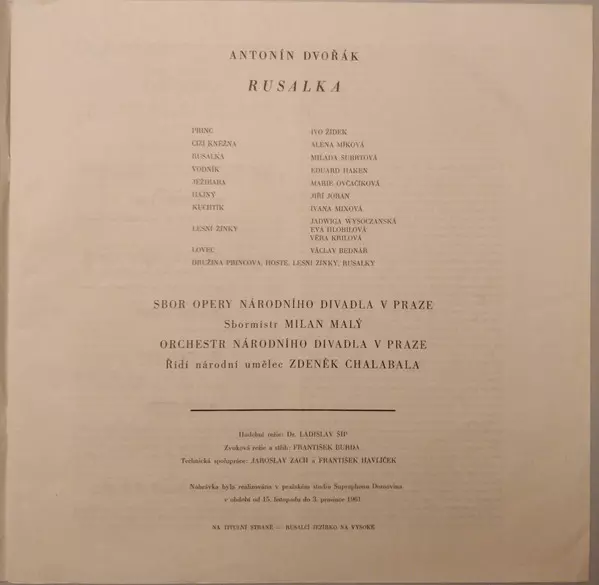 ANTONÍN DVOŘÁK
RUSALKA
PRINC IVO ŽÍDEK
CIZÍ KNĚŽNA ALENA MÍKOVÁ
RUSALKA MILADA ŠUBRTOVÁ
VODNÍK EDUARD HAKEN
JEŽIBABA MARIE OVČAČÍKOVÁ
HAJNÝ JIŘÍ JORAN
KUCHTÍK IVANA MIXOVÁ
LESNÍ ŽÍNKY JADWIGA WYSOCZANSKÁ
EVA HLOBILOVÁ
VĚRA KRILOVÁ
LOVEC VÁCLAV BEDNÁŘ
DRUŽINA PRINCOVA, HOSTÉ, LESNÍ ŽÍNKY, RUSALKY
SBOR OPERY NÁRODNÍHO DIVADLA V PRAZE
Sbormistr MILAN MALÝ
ORCHESTR NÁRODNÍHO DIVADLA V PRAZE
Řídí národní umělec ZDENĚK CHALABALA
Hudební režie: Dr. LADISLAV ŠÍP
Zvuková režie a střih: FRANTIŠEK BURDA
Technická spolupráce: JAROSLAV ZACH a FRANTIŠEK HAVLÍČEK
Nahrávka byla realizována v pražském studiu Supraphonu Domovina
v období od 15. listopadu do 3. prosince 1961
NA TITULNÍ STRANĚ — RUSALČÍ JEZÍRKO NA VYSOKÉ